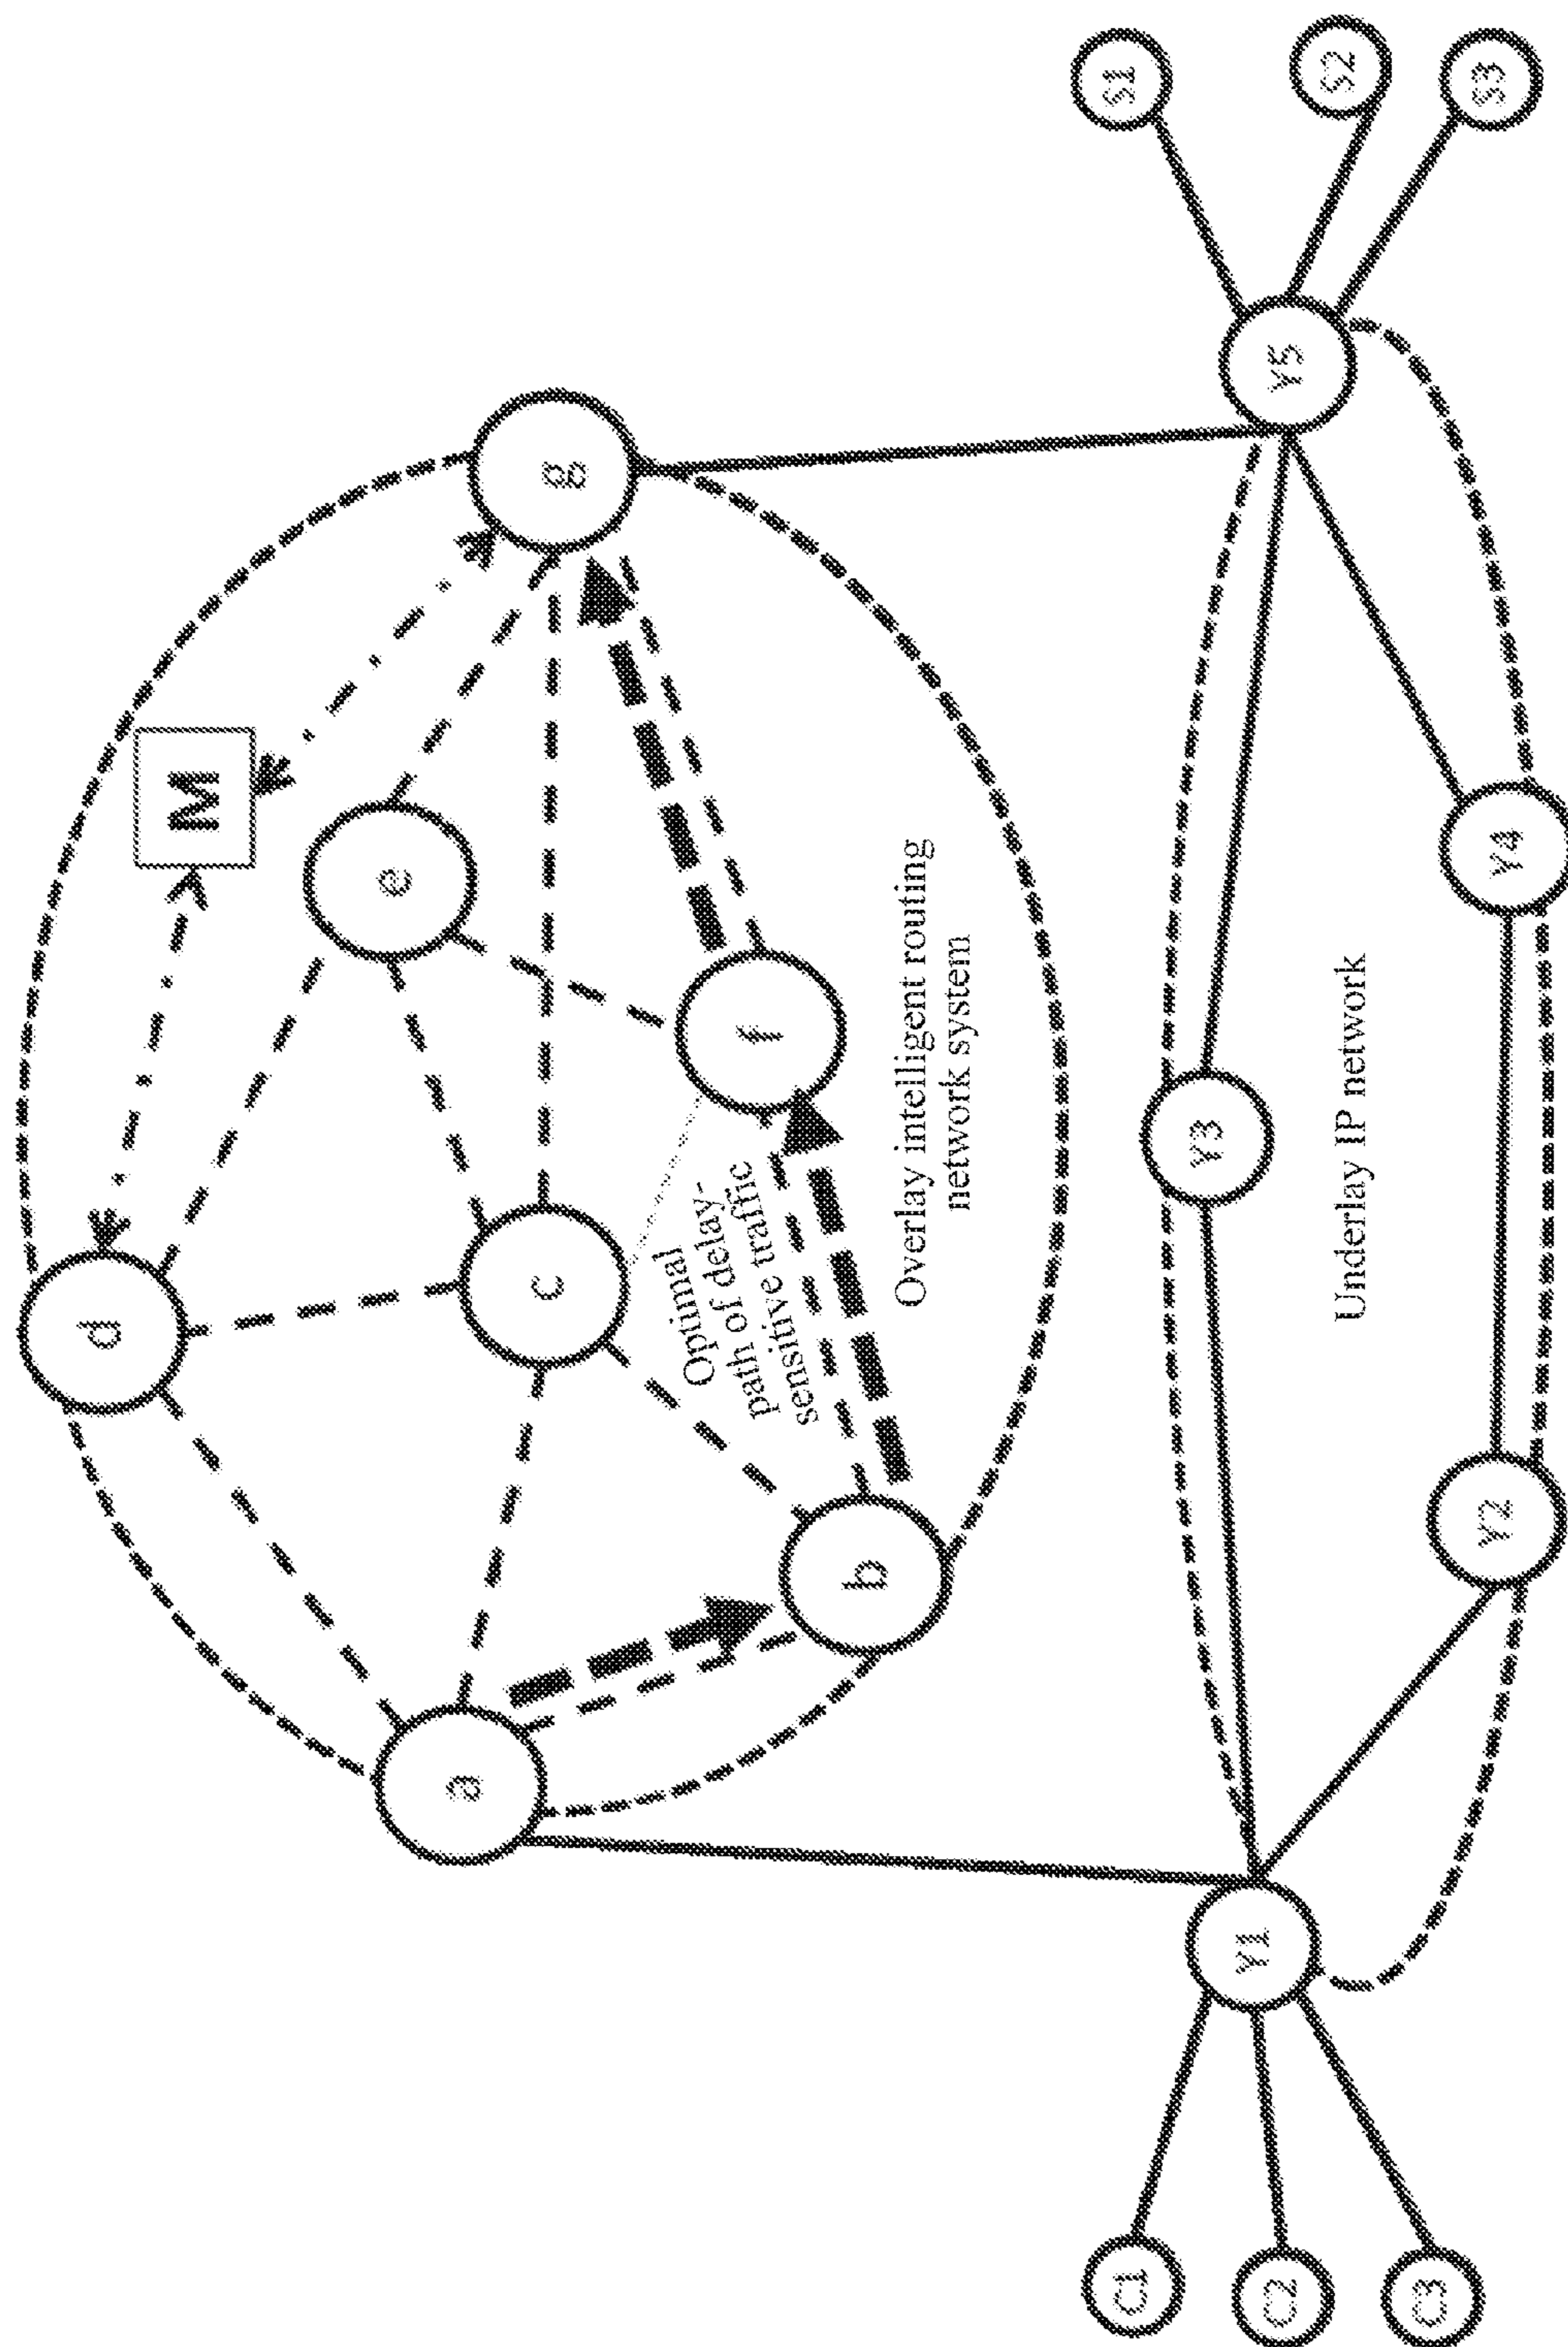 d
M
e
g
c
a
f
b
Optimal
path of delay-
sensitive traffic
Overlay intelligent routing
network system
Y3
Underlay IP network
Y1
Y2
Y4
Y5
C1
C2
C3
S1
S2
S3